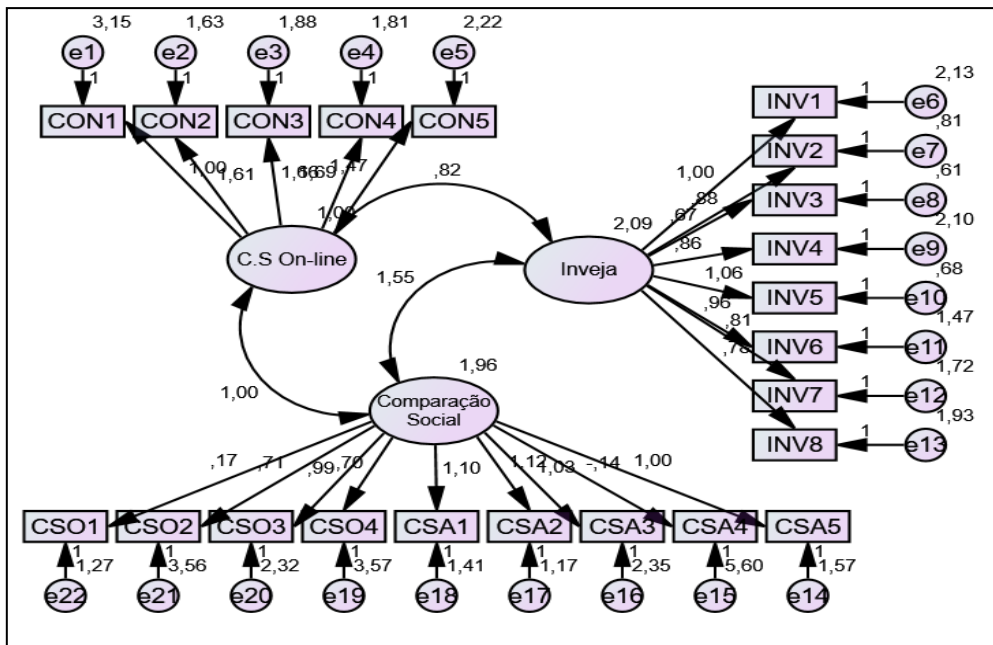 3,15 1,63 1,88 1,81 2,22
e1 e2 e3 e4 e5
1 1 1 1 1
CON1 CON2 CON3 CON4 CON5
1,00 1,61 1,69 1,47
1,00
C.S On-line
,82
2,09
Inveja
1,00 ,88 ,67 ,86 1,06 ,96 ,81 ,78
INV1 1 e6 2,13
INV2 1 e7 ,81
INV3 1 e8 ,61
INV4 1 e9 2,10
INV5 1 e10 ,68
INV6 1 e11 1,47
INV7 1 e12 1,72
INV8 1 e13 1,93
1,55
1,00
1,96
Comparação
Social
,17 ,71 ,99 ,70 1,10 1,12 1,03 -,14 1,00
CSO1 CSO2 CSO3 CSO4 CSA1 CSA2 CSA3 CSA4 CSA5
1 1 1 1 1 1 1 1 1
1,27 3,56 2,32 3,57 1,41 1,17 2,35 5,60 1,57
e22 e21 e20 e19 e18 e17 e16 e15 e14